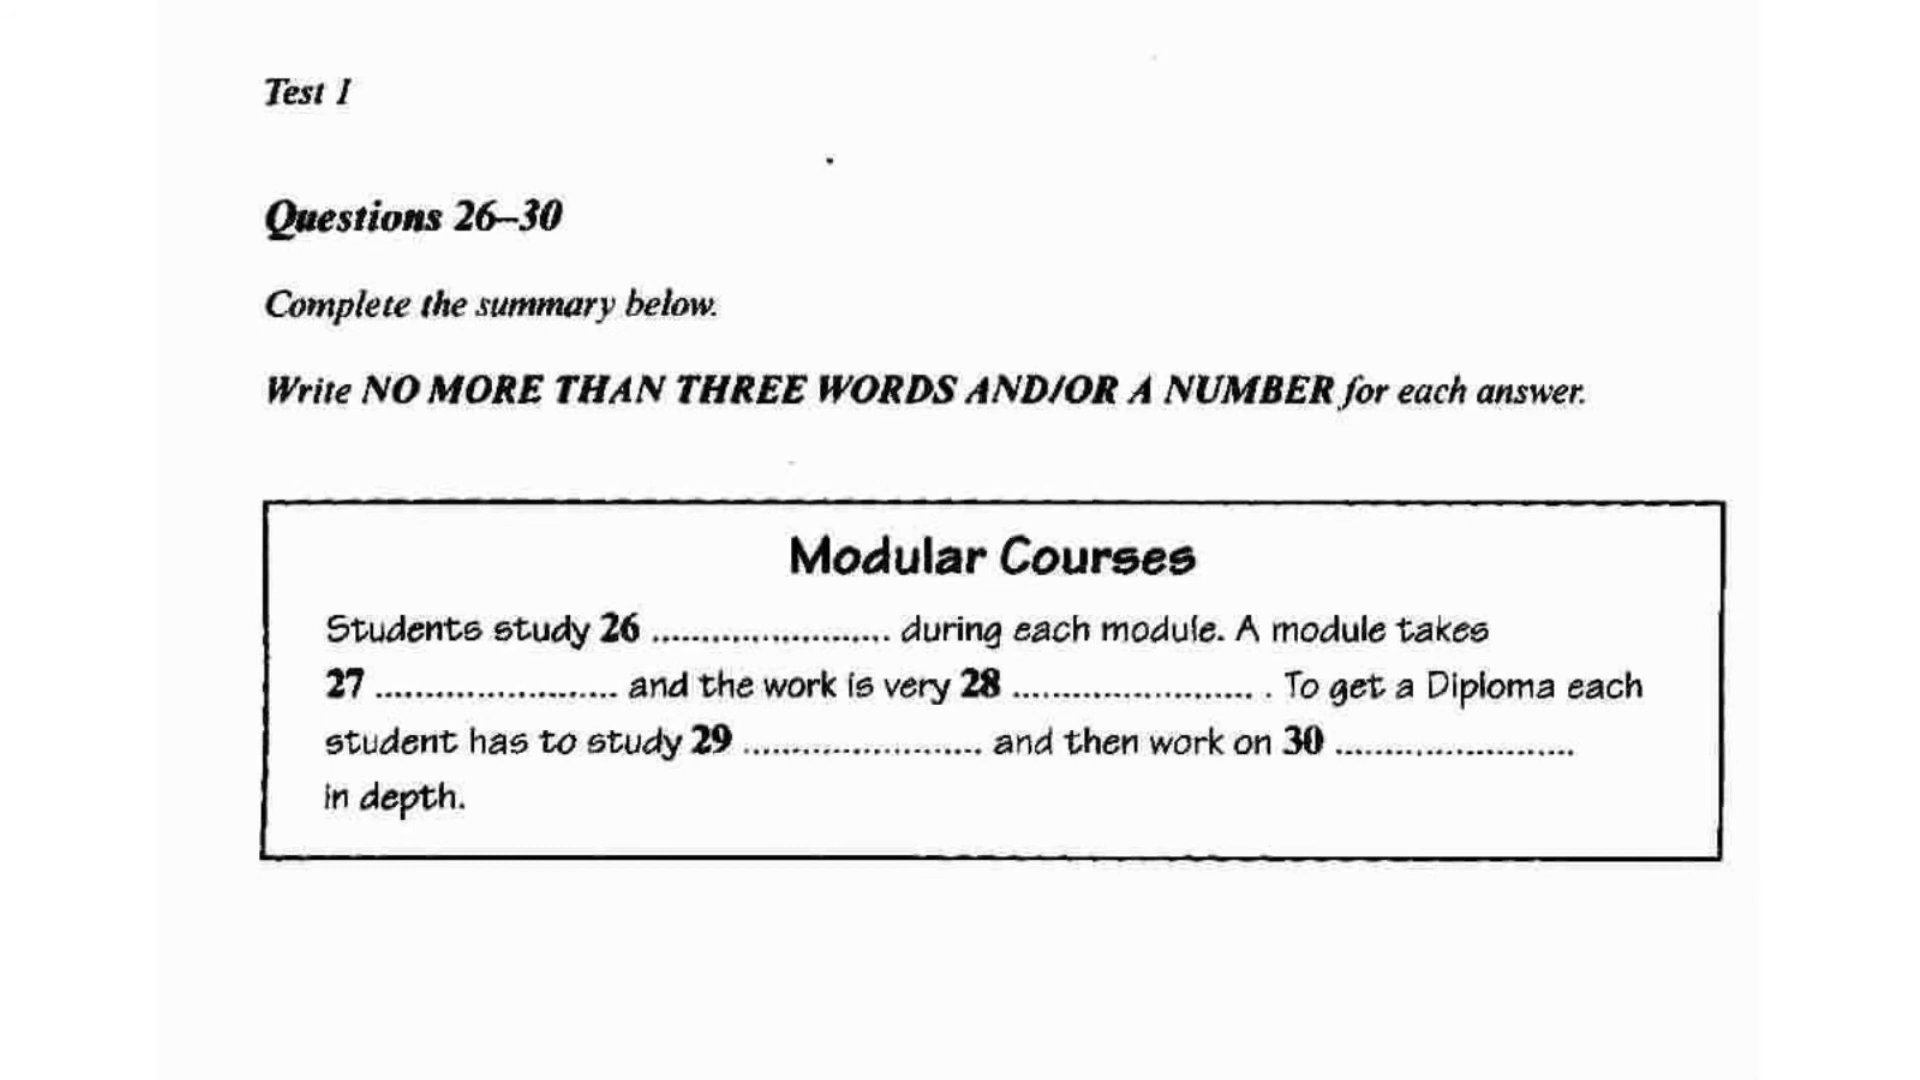 Test 1
Questions 26–30
Complete the summary below.
Write NO MORE THAN THREE WORDS AND/OR A NUMBER for each answer.
Modular Courses
Students study 26 ........................ during each module. A module takes
27 ........................ and the work is very 28 ........................ . To get a Diploma each
student has to study 29 ........................ and then work on 30 ........................
in depth.